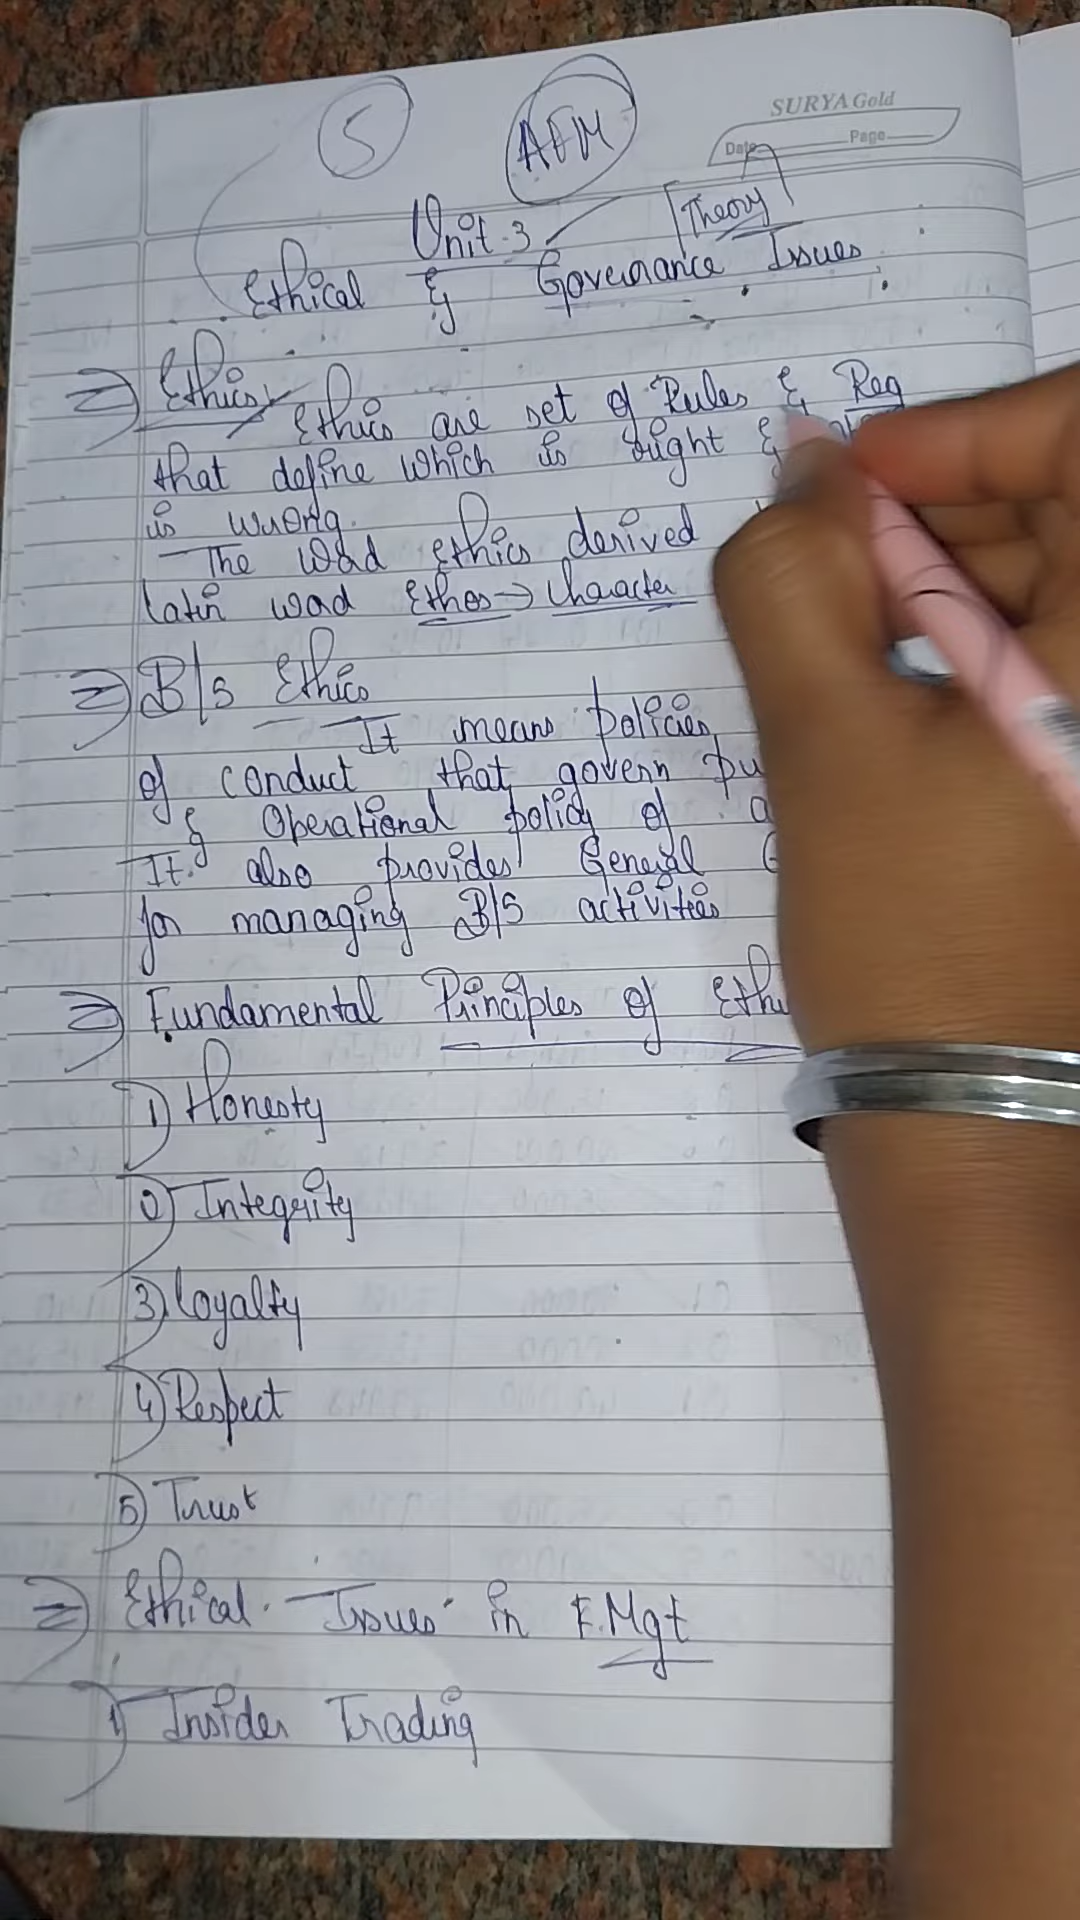 5
AFM
SURYA Gold
Date Page
Theory
Unit-3
Ethical & Governance Issues
Ethics
Ethics are set of Rules & Reg
that define which is right &
is wrong.
The word ethics derived
latin word Ethos → Character
B/s Ethics
It means policies
of conduct that govern
& Operational policy of
It also provides General
for managing B/S activities
Fundamental Principles of
1) Honesty
2) Integrity
3) Loyalty
4) Respect
5) Trust
Ethical Issues in F.Mgt
1) Insider Trading